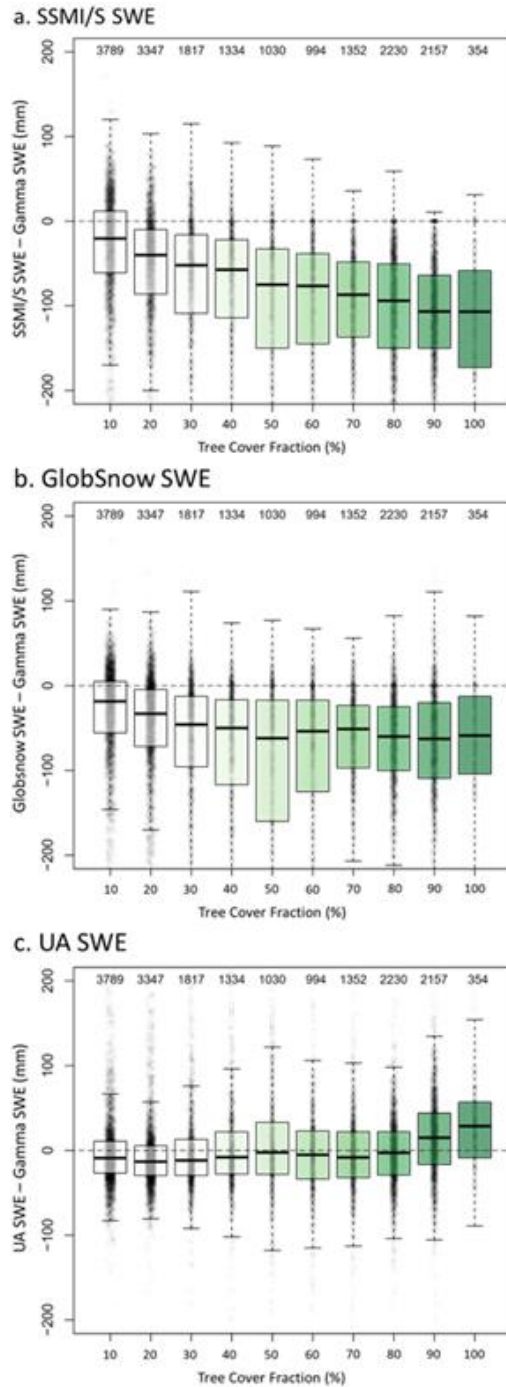 a. SSMI/S SWE
3789 3347 1817 1334 1030 994 1352 2230 2157 354
200
100
0
-100
-200
SSMI/S SWE – Gamma SWE (mm)
10 20 30 40 50 60 70 80 90 100
Tree Cover Fraction (%)
b. GlobSnow SWE
3789 3347 1817 1334 1030 994 1352 2230 2157 354
200
100
0
-100
-200
Globsnow SWE – Gamma SWE (mm)
10 20 30 40 50 60 70 80 90 100
Tree Cover Fraction (%)
c. UA SWE
3789 3347 1817 1334 1030 994 1352 2230 2157 354
200
100
0
-100
-200
UA SWE – Gamma SWE (mm)
10 20 30 40 50 60 70 80 90 100
Tree Cover Fraction (%)